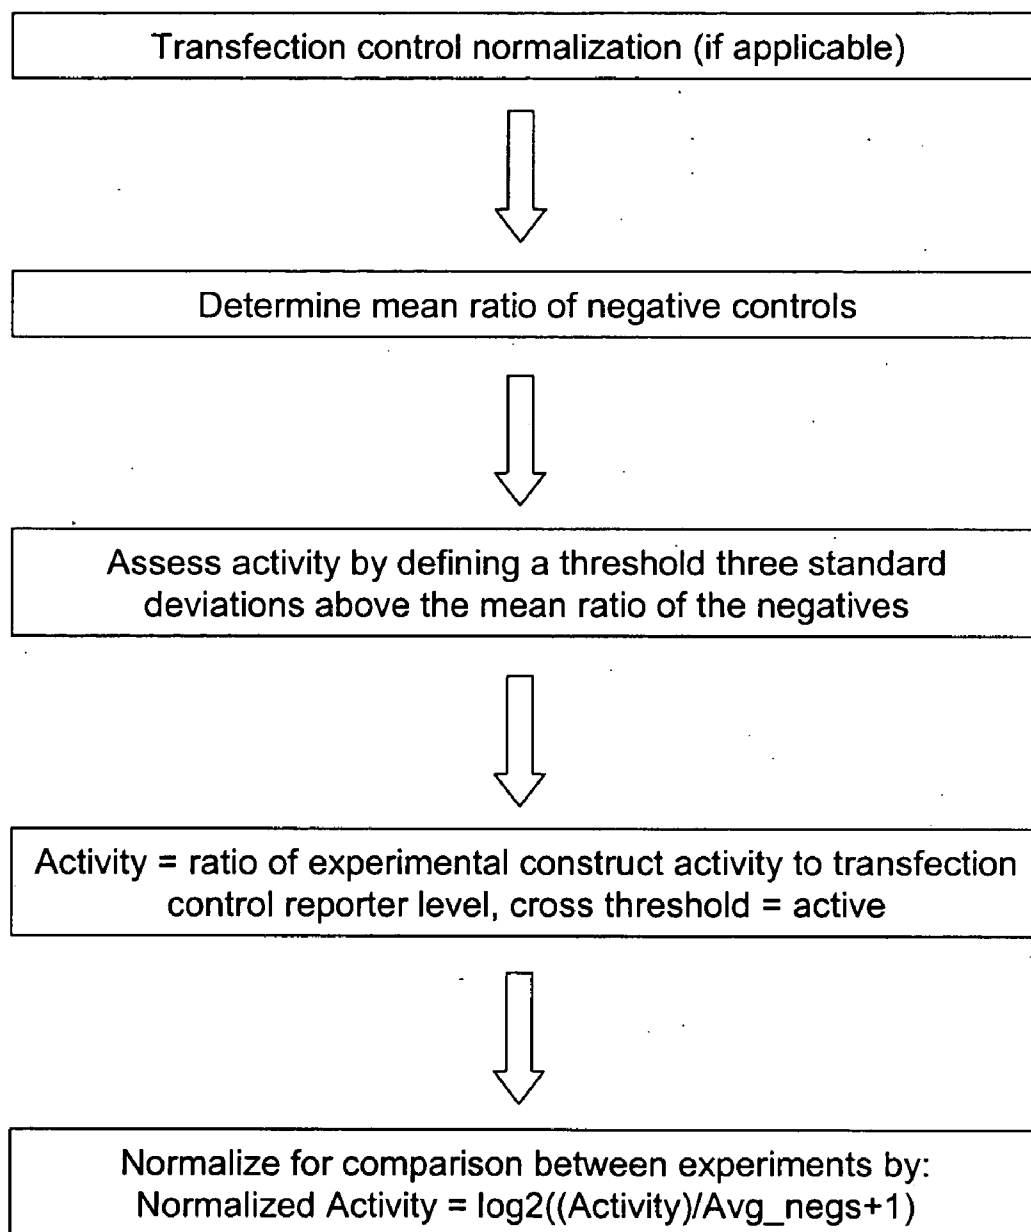 Transfection control normalization (if applicable)
Determine mean ratio of negative controls
Assess activity by defining a threshold three standard
deviations above the mean ratio of the negatives
Activity = ratio of experimental construct activity to transfection
control reporter level, cross threshold = active
Normalize for comparison between experiments by:
Normalized Activity = log2((Activity)/Avg_negs+1)